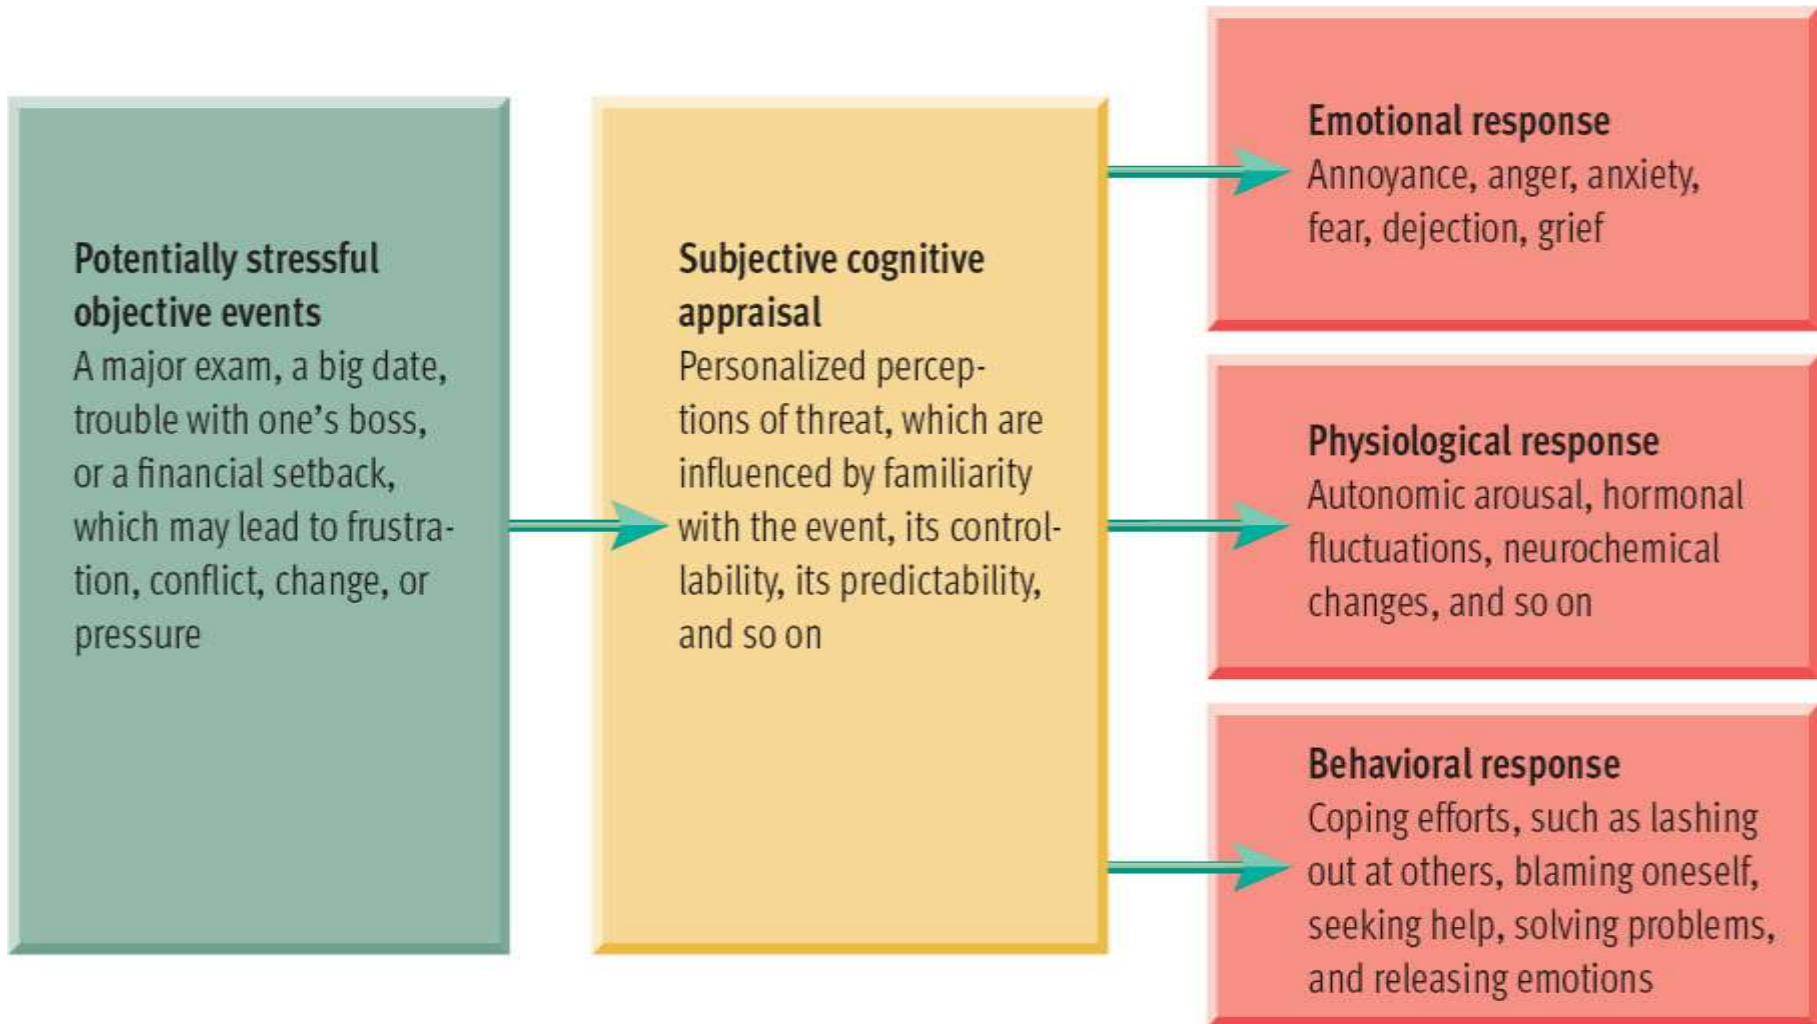 Potentially stressful
objective events
A major exam, a big date,
trouble with one’s boss,
or a financial setback,
which may lead to frustra-
tion, conflict, change, or
pressure
Subjective cognitive
appraisal
Personalized percep-
tions of threat, which are
influenced by familiarity
with the event, its control-
lability, its predictability,
and so on
Emotional response
Annoyance, anger, anxiety,
fear, dejection, grief
Physiological response
Autonomic arousal, hormonal
fluctuations, neurochemical
changes, and so on
Behavioral response
Coping efforts, such as lashing
out at others, blaming oneself,
seeking help, solving problems,
and releasing emotions